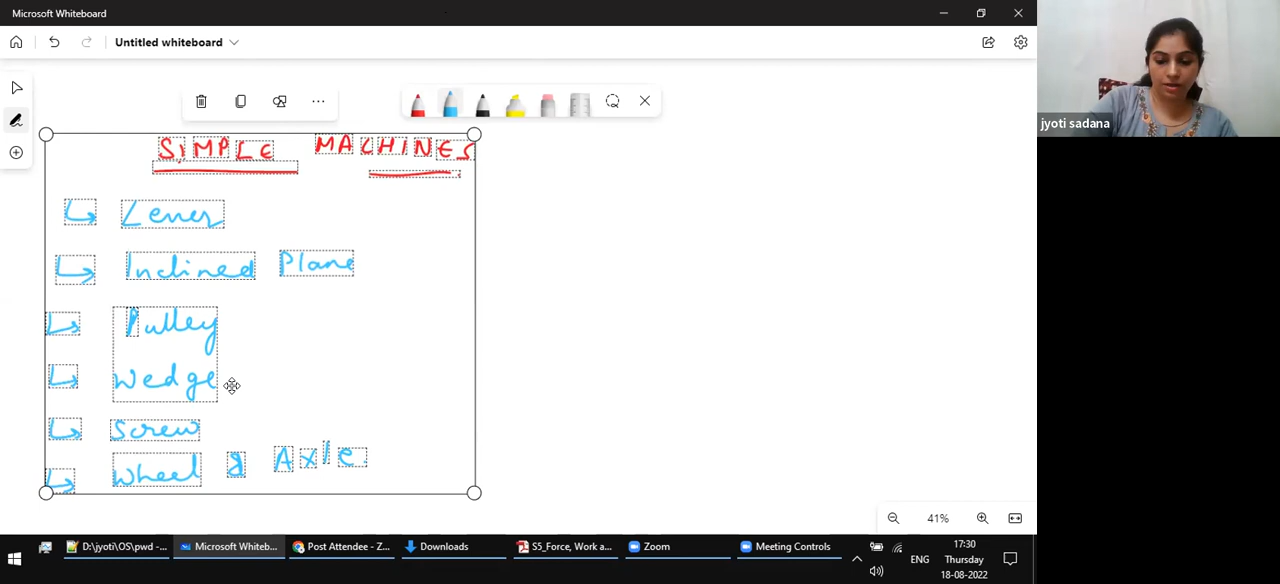 Microsoft Whiteboard
Untitled whiteboard
jyoti sadana
SIMPLE MACHINES
Lever
Inclined Plane
Pulley
Wedge
Screw
Wheel & Axle.
41%
D:\jyoti\OS\pwd -...
Microsoft Whiteb...
Post Attendee - Z...
Downloads
S5_Force, Work a...
Zoom
Meeting Controls
ENG
17:30
Thursday
18-08-2022